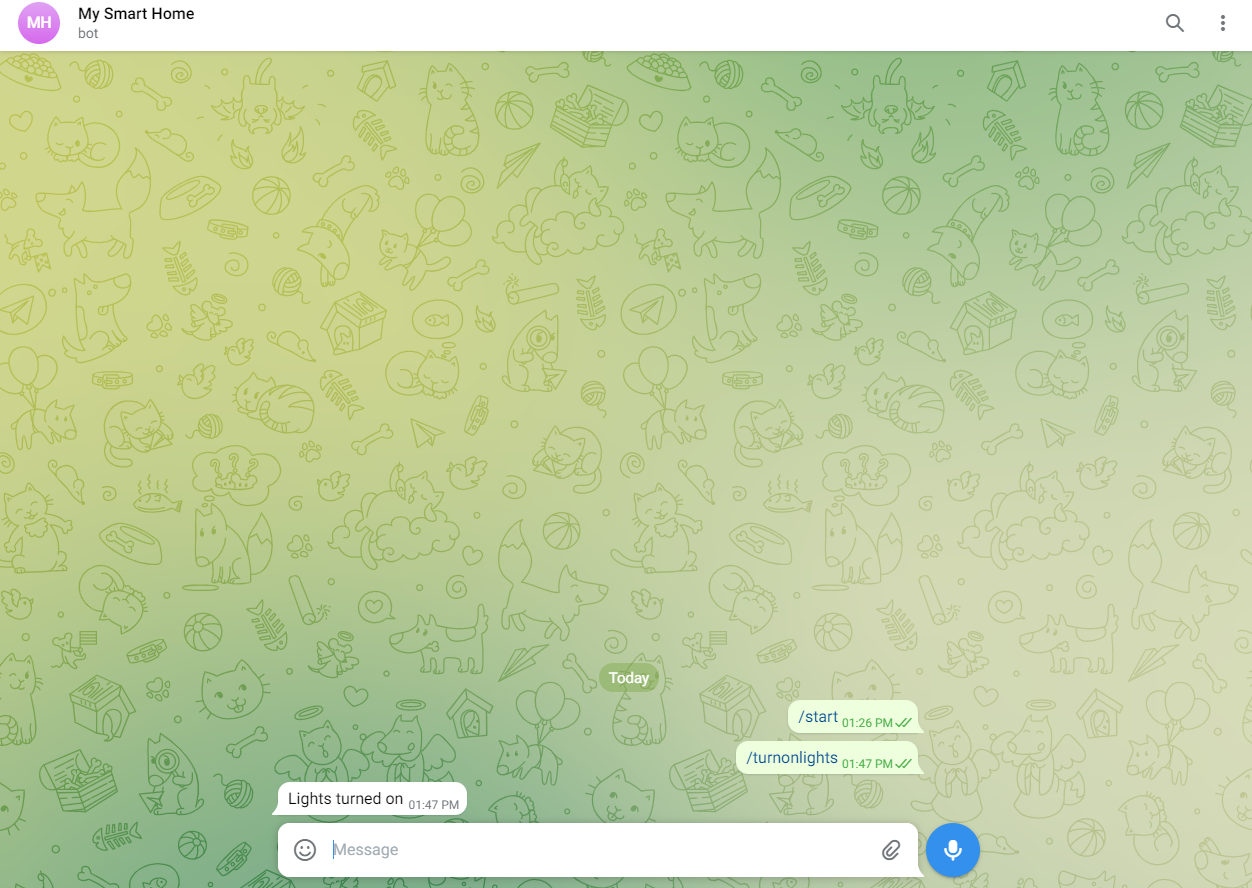 MH
My Smart Home
bot
Today
/start 01:26 PM
/turnonlights 01:47 PM
Lights turned on 01:47 PM
Message